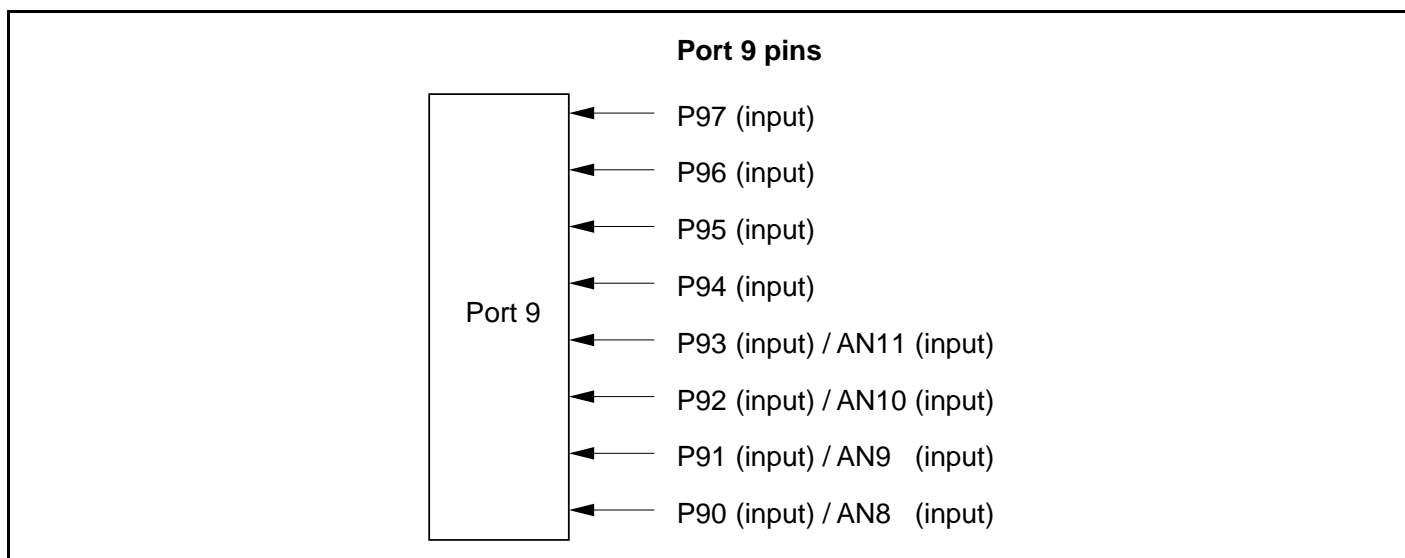 Port 9 pins
P97 (input)
P96 (input)
P95 (input)
P94 (input)
Port 9
P93 (input) / AN11 (input)
P92 (input) / AN10 (input)
P91 (input) / AN9 (input)
P90 (input) / AN8 (input)